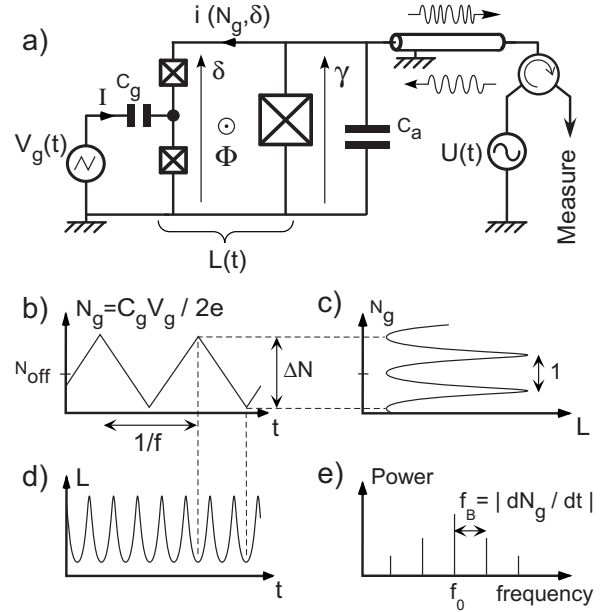 a)
i (N_g,δ)
I
C_g
δ
γ
V_g(t)
Φ
C_a
U(t)
Measure
L(t)
b)
N_g=C_gV_g / 2e
c)
N_g
N_off
ΔN
1
1/f
t
L
d)
L
e)
Power
f_B = | dN_g / dt |
t
f_0
frequency